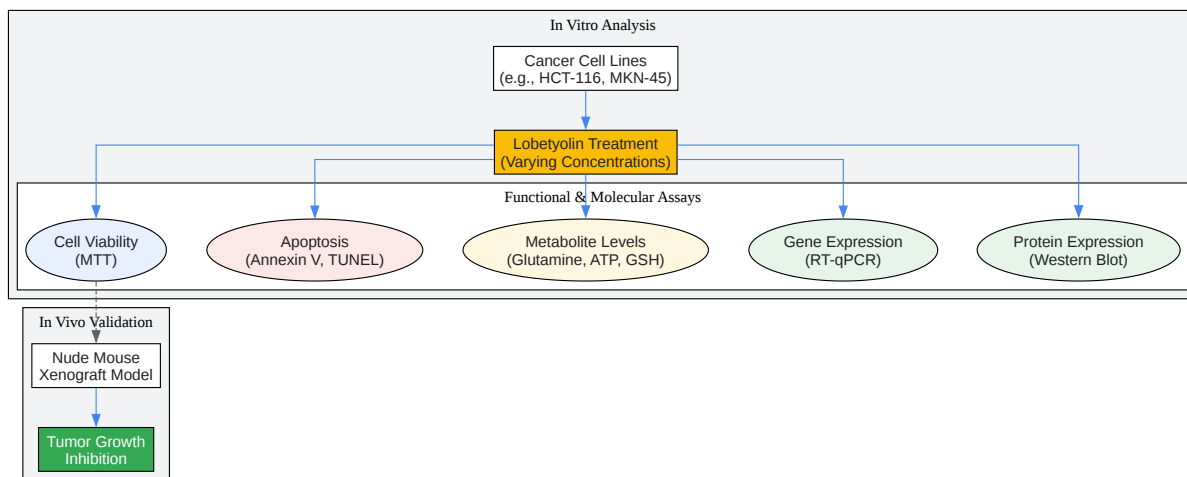 In Vitro Analysis
Cancer Cell Lines
(e.g., HCT-116, MKN-45)
Lobetyolin Treatment
(Varying Concentrations)
Functional & Molecular Assays
Cell Viability
(MTT)
Apoptosis
(Annexin V, TUNEL)
Metabolite Levels
(Glutamine, ATP, GSH)
Gene Expression
(RT-qPCR)
Protein Expression
(Western Blot)
In Vivo Validation
Nude Mouse
Xenograft Model
Tumor Growth
Inhibition